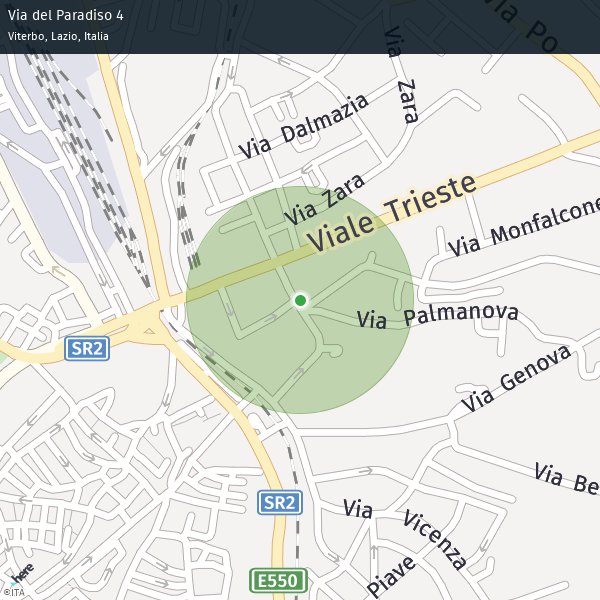 Via del Paradiso 4
Viterbo, Lazio, Italia
Via Po
Via Zara
Via Dalmazia
Via Zara
Viale Trieste
Via Monfalcone
Via Palmanova
SR2
Via Genova
Via Be
SR2
Via Vicenza
Piave
E550
here
©ITA